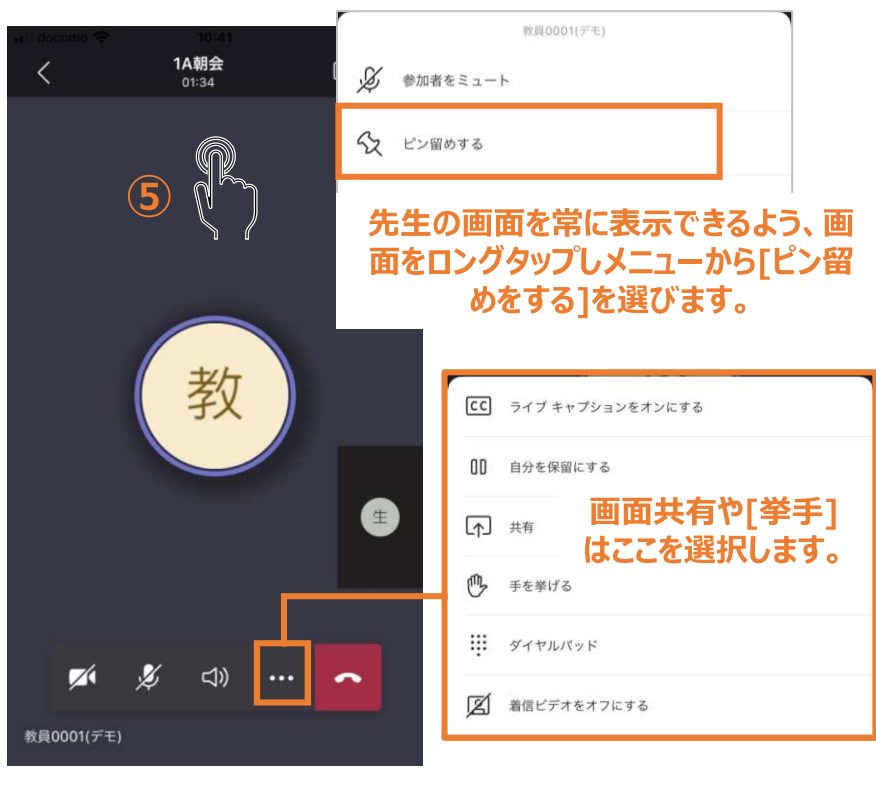 docomo 10:41
1A朝会
01:34
⑤
教
生
教員0001(デモ)
教員0001(デモ)
参加者をミュート
ピン留めする
先生の画面を常に表示できるよう、画
面をロングタップしメニューから[ピン留
めをする]を選びます。
CC ライブ キャプションをオンにする
自分を保留にする
共有
手を挙げる
ダイヤルパッド
着信ビデオをオフにする
画面共有や[挙手]
はここを選択します。